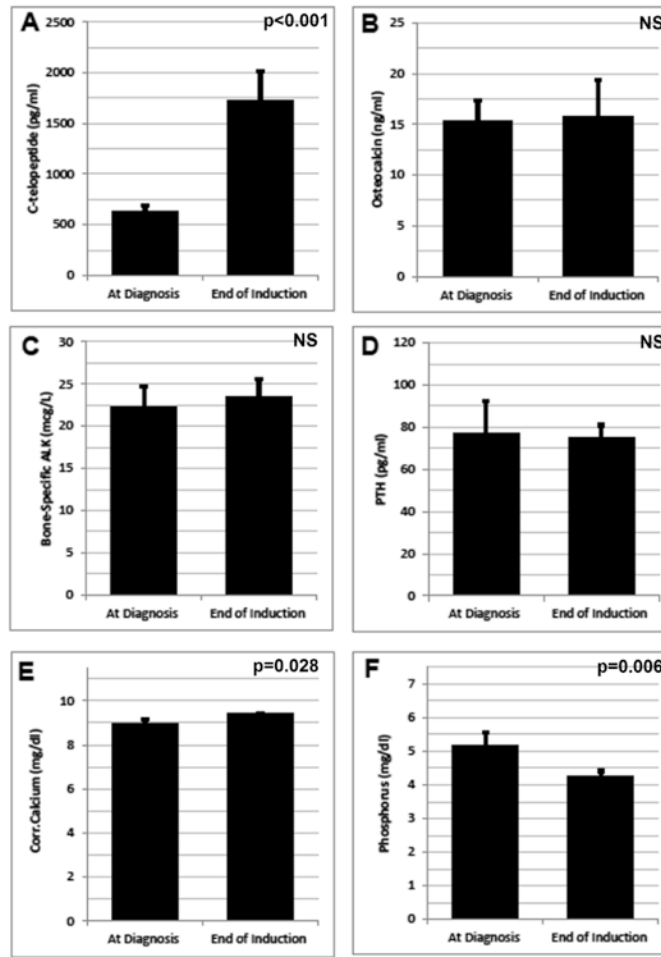 A
p<0.001
C-telopeptide (pg/ml)
2500
2000
1500
1000
500
0
At Diagnosis
End of Induction
B
NS
Osteocalcin (ng/ml)
25
20
15
10
5
0
At Diagnosis
End of Induction
C
NS
Bone-Specific ALK (mcg/L)
30
25
20
15
10
5
0
At Diagnosis
End of Induction
D
NS
PTH (pg/ml)
120
100
80
60
40
20
0
At Diagnosis
End of Induction
E
p=0.028
Corr.Calcium (mg/dl)
10
8
6
4
2
0
At Diagnosis
End of Induction
F
p=0.006
Phosphorus (mg/dl)
7
6
5
4
3
2
1
0
At Diagnosis
End of Induction